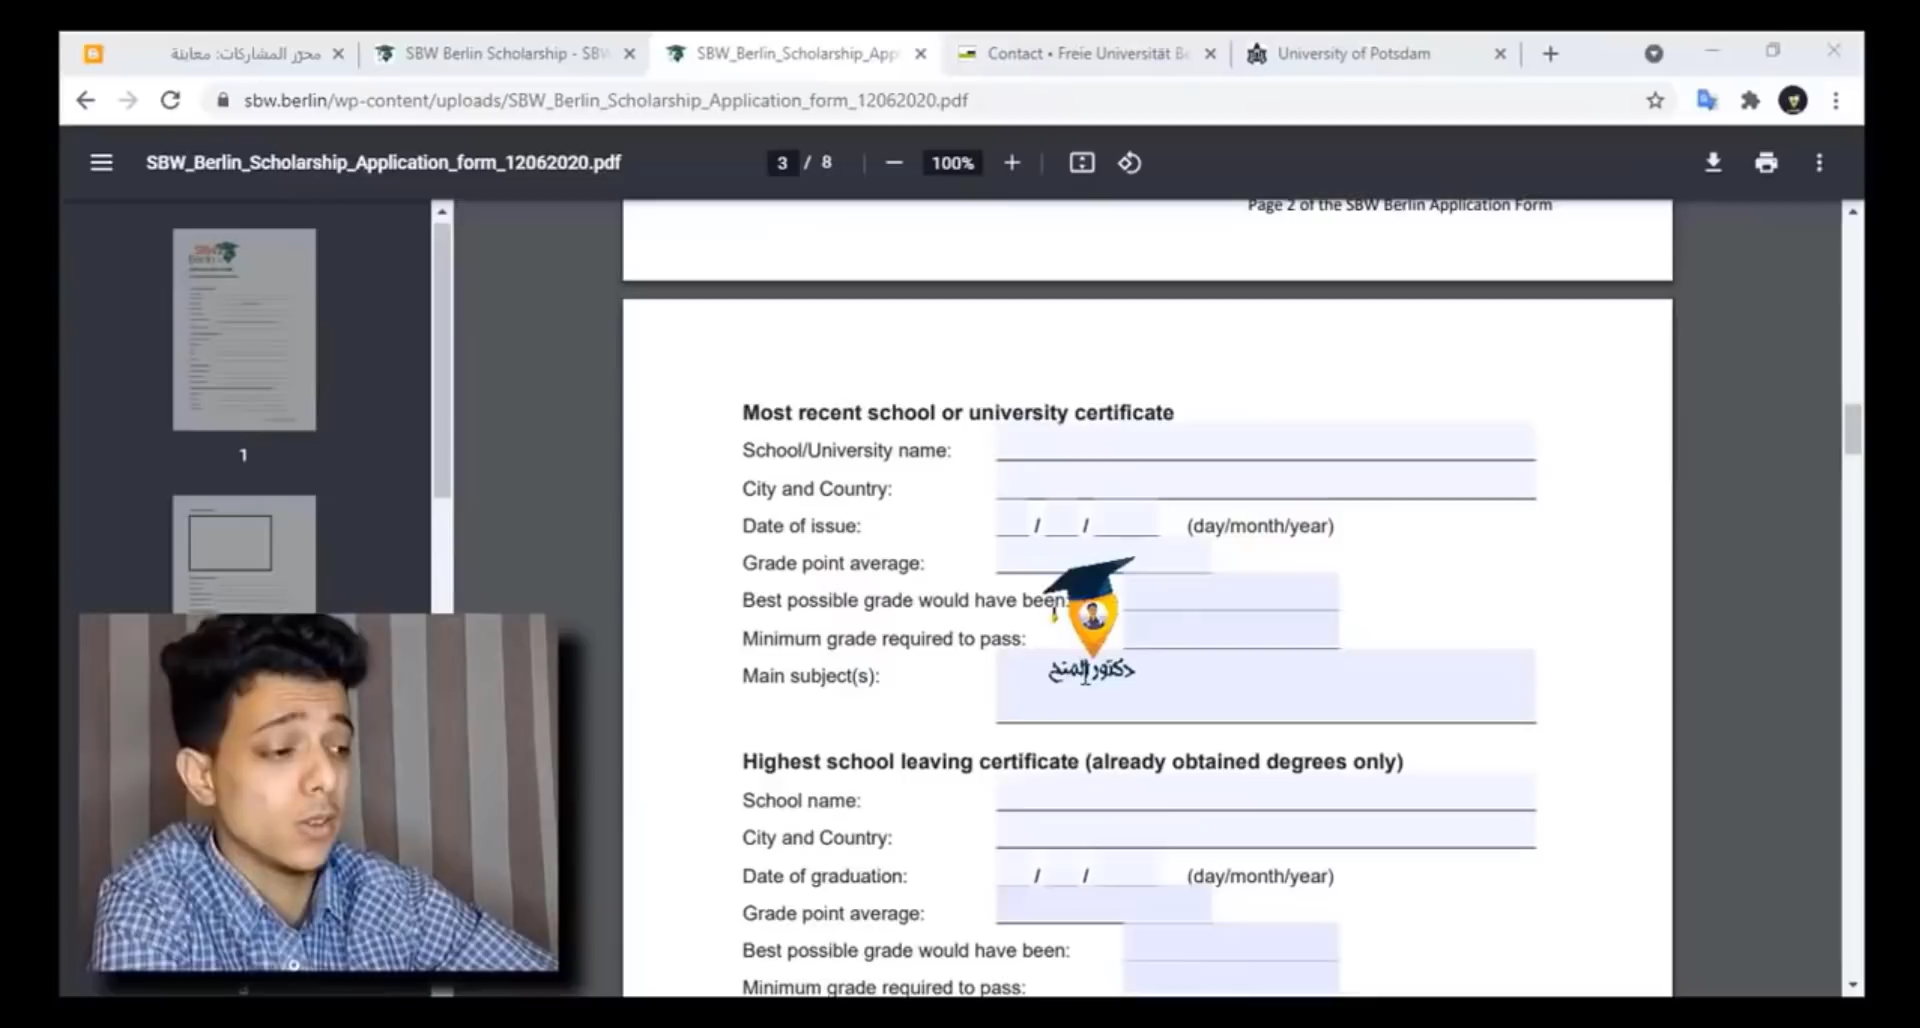 محرّر المشاركات: معاينة
SBW Berlin Scholarship - SBW
SBW_Berlin_Scholarship_App
Contact • Freie Universität Be
University of Potsdam
sbw.berlin/wp-content/uploads/SBW_Berlin_Scholarship_Application_form_12062020.pdf
SBW_Berlin_Scholarship_Application_form_12062020.pdf
3 / 8
100%
Page 2 of the SBW Berlin Application Form
1
Most recent school or university certificate
School/University name:
City and Country:
Date of issue: / / (day/month/year)
Grade point average:
Best possible grade would have been:
Minimum grade required to pass:
دكتور المنح
Main subject(s):
Highest school leaving certificate (already obtained degrees only)
School name:
City and Country:
Date of graduation: / / (day/month/year)
Grade point average:
Best possible grade would have been:
Minimum grade required to pass: